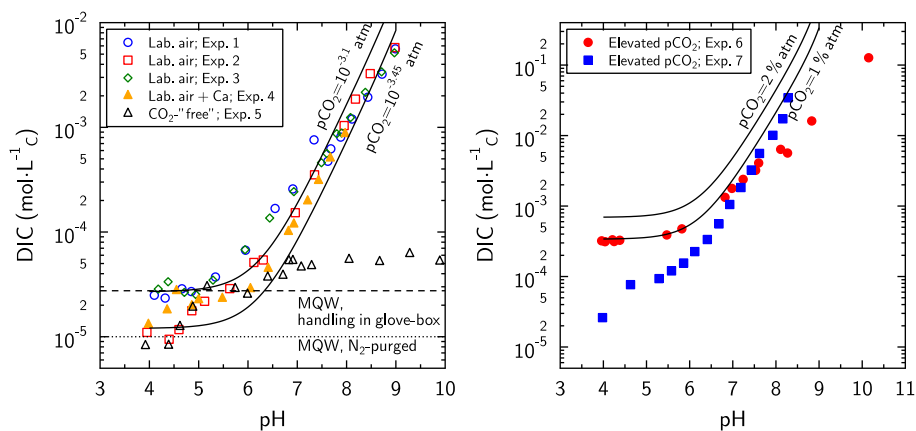 10⁻²
5
2
10⁻³
5
2
10⁻⁴
5
2
10⁻⁵
5
DIC (mol·L⁻¹C)
Lab. air; Exp. 1
Lab. air; Exp. 2
Lab. air; Exp. 3
Lab. air + Ca; Exp. 4
CO₂-"free"; Exp. 5
pCO₂=10⁻³·¹ atm
pCO₂=10⁻³·⁴⁵ atm
MQW,
handling in glove-box
MQW, N₂-purged
3 4 5 6 7 8 9 10
pH
5
2
10⁻¹
5
2
10⁻²
5
2
10⁻³
5
2
10⁻⁴
5
2
10⁻⁵
5
DIC (mol·L⁻¹C)
Elevated pCO₂; Exp. 6
Elevated pCO₂; Exp. 7
pCO₂=2 % atm
pCO₂=1 % atm
3 4 5 6 7 8 9 10 11
pH